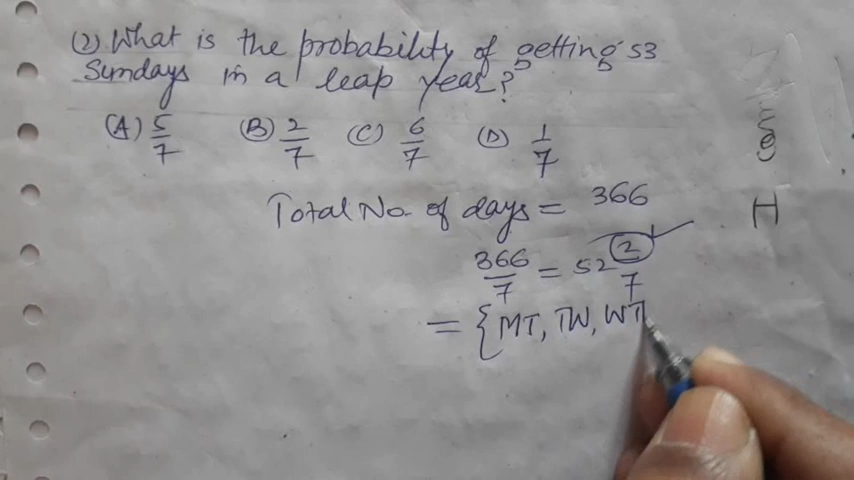 (2) What is the probability of getting 53
Sundays in a leap year?
(A) 5/7 (B) 2/7 (C) 6/7 (D) 1/7
Total No. of days = 366
366/7 = 52 2/7
= {MT, TW, WT
H